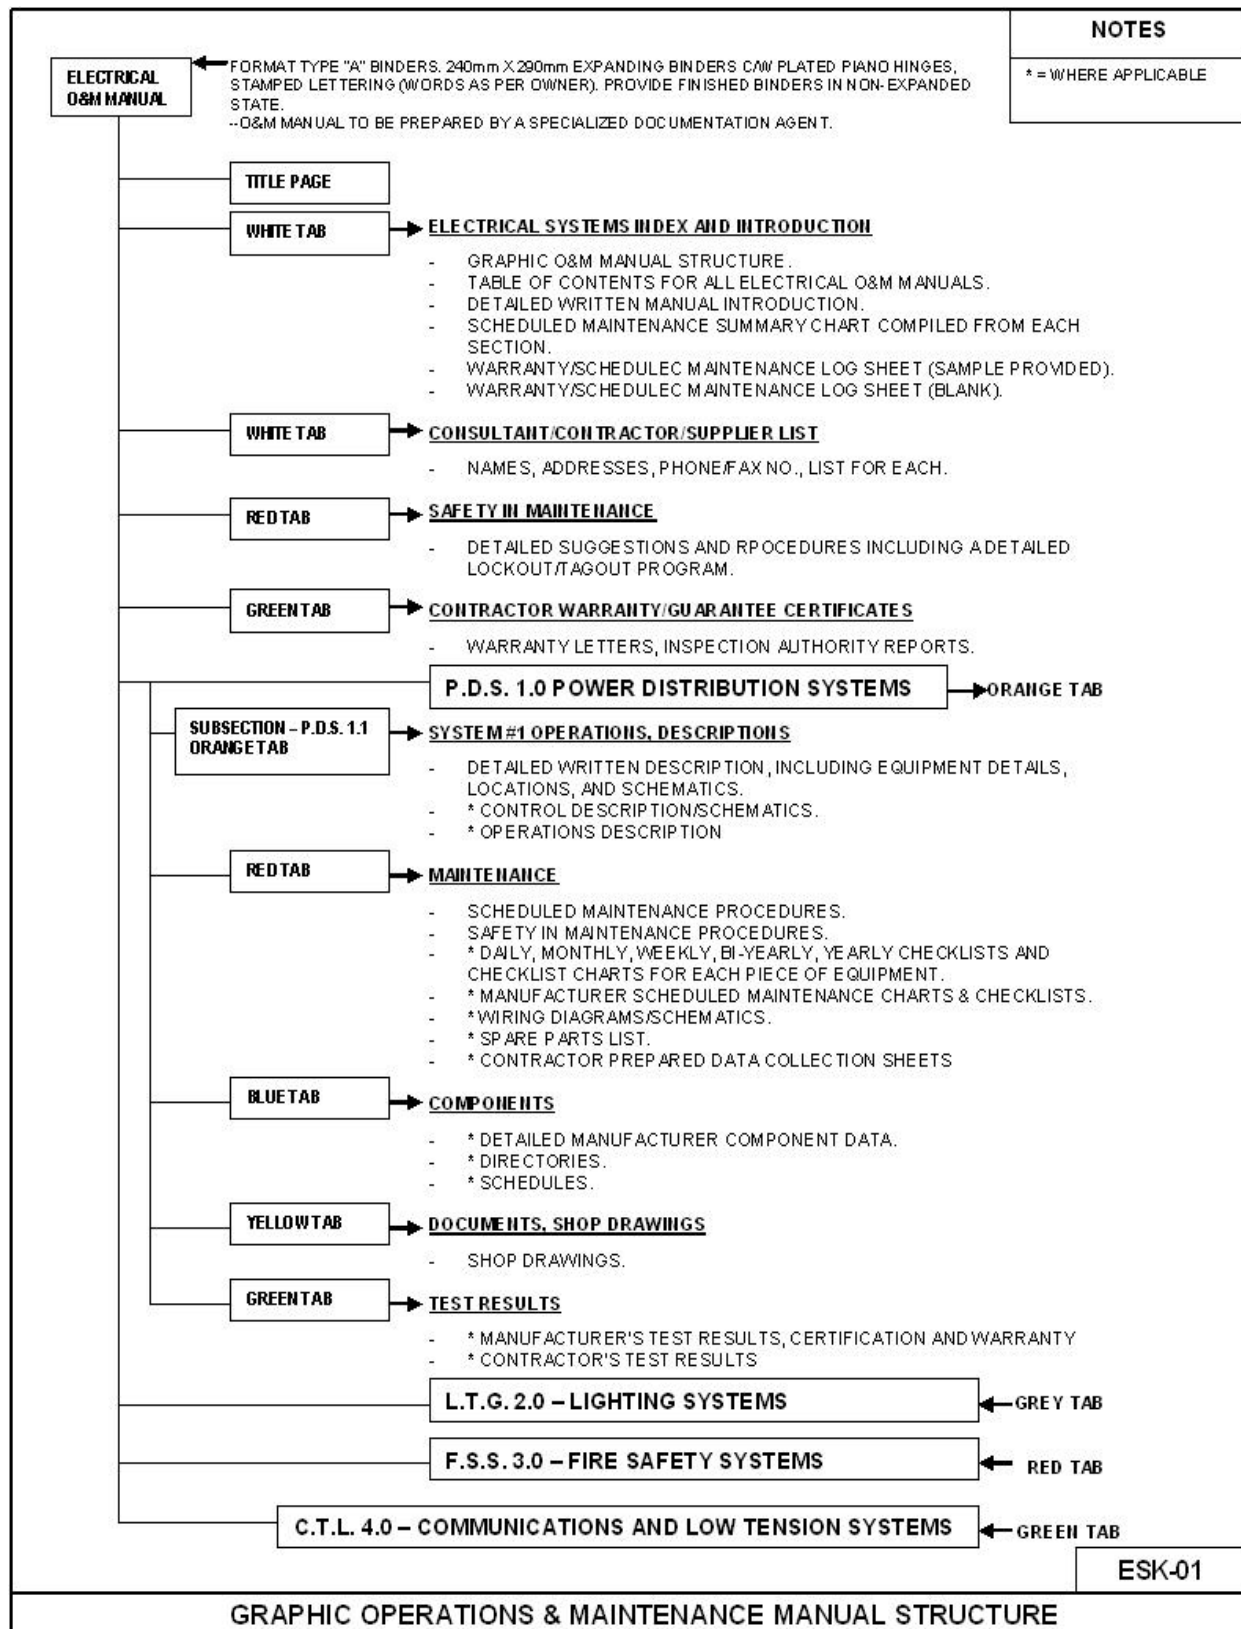 NOTES
* = WHERE APPLICABLE
ELECTRICAL
O&M MANUAL
FORMAT TYPE "A" BINDERS. 240mm X 290mm EXPANDING BINDERS C/W PLATED PIANO HINGES,
STAMPED LETTERING (WORDS AS PER OWNER). PROVIDE FINISHED BINDERS IN NON-EXPANDED
STATE.
--O&M MANUAL TO BE PREPARED BY A SPECIALIZED DOCUMENTATION AGENT.
TITLE PAGE
WHITE TAB
ELECTRICAL SYSTEMS INDEX AND INTRODUCTION
- GRAPHIC O&M MANUAL STRUCTURE.
- TABLE OF CONTENTS FOR ALL ELECTRICAL O&M MANUALS.
- DETAILED WRITTEN MANUAL INTRODUCTION.
- SCHEDULED MAINTENANCE SUMMARY CHART COMPILED FROM EACH
SECTION.
- WARRANTY/SCHEDULEC MAINTENANCE LOG SHEET (SAMPLE PROVIDED).
- WARRANTY/SCHEDULEC MAINTENANCE LOG SHEET (BLANK).
WHITE TAB
CONSULTANT/CONTRACTOR/SUPPLIER LIST
- NAMES, ADDRESSES, PHONE/FAX NO., LIST FOR EACH.
RED TAB
SAFETY IN MAINTENANCE
- DETAILED SUGGESTIONS AND RPOCEDURES INCLUDING A DETAILED
LOCKOUT/TAGOUT PROGRAM.
GREEN TAB
CONTRACTOR WARRANTY/GUARANTEE CERTIFICATES
- WARRANTY LETTERS, INSPECTION AUTHORITY REPORTS.
P.D.S. 1.0 POWER DISTRIBUTION SYSTEMS
ORANGE TAB
SUBSECTION – P.D.S. 1.1
ORANGE TAB
SYSTEM #1 OPERATIONS, DESCRIPTIONS
- DETAILED WRITTEN DESCRIPTION, INCLUDING EQUIPMENT DETAILS,
LOCATIONS, AND SCHEMATICS.
- * CONTROL DESCRIPTION/SCHEMATICS.
- * OPERATIONS DESCRIPTION
RED TAB
MAINTENANCE
- SCHEDULED MAINTENANCE PROCEDURES.
- SAFETY IN MAINTENANCE PROCEDURES.
- * DAILY, MONTHLY, WEEKLY, BI-YEARLY, YEARLY CHECKLISTS AND
CHECKLIST CHARTS FOR EACH PIECE OF EQUIPMENT.
- * MANUFACTURER SCHEDULED MAINTENANCE CHARTS & CHECKLISTS.
- * WIRING DIAGRAMS/SCHEMATICS.
- * SPARE PARTS LIST.
- * CONTRACTOR PREPARED DATA COLLECTION SHEETS
BLUE TAB
COMPONENTS
- * DETAILED MANUFACTURER COMPONENT DATA.
- * DIRECTORIES.
- * SCHEDULES.
YELLOW TAB
DOCUMENTS, SHOP DRAWINGS
- SHOP DRAWINGS.
GREEN TAB
TEST RESULTS
- * MANUFACTURER'S TEST RESULTS, CERTIFICATION AND WARRANTY
- * CONTRACTOR'S TEST RESULTS
L.T.G. 2.0 – LIGHTING SYSTEMS
GREY TAB
F.S.S. 3.0 – FIRE SAFETY SYSTEMS
RED TAB
C.T.L. 4.0 – COMMUNICATIONS AND LOW TENSION SYSTEMS
GREEN TAB
ESK-01
GRAPHIC OPERATIONS & MAINTENANCE MANUAL STRUCTURE